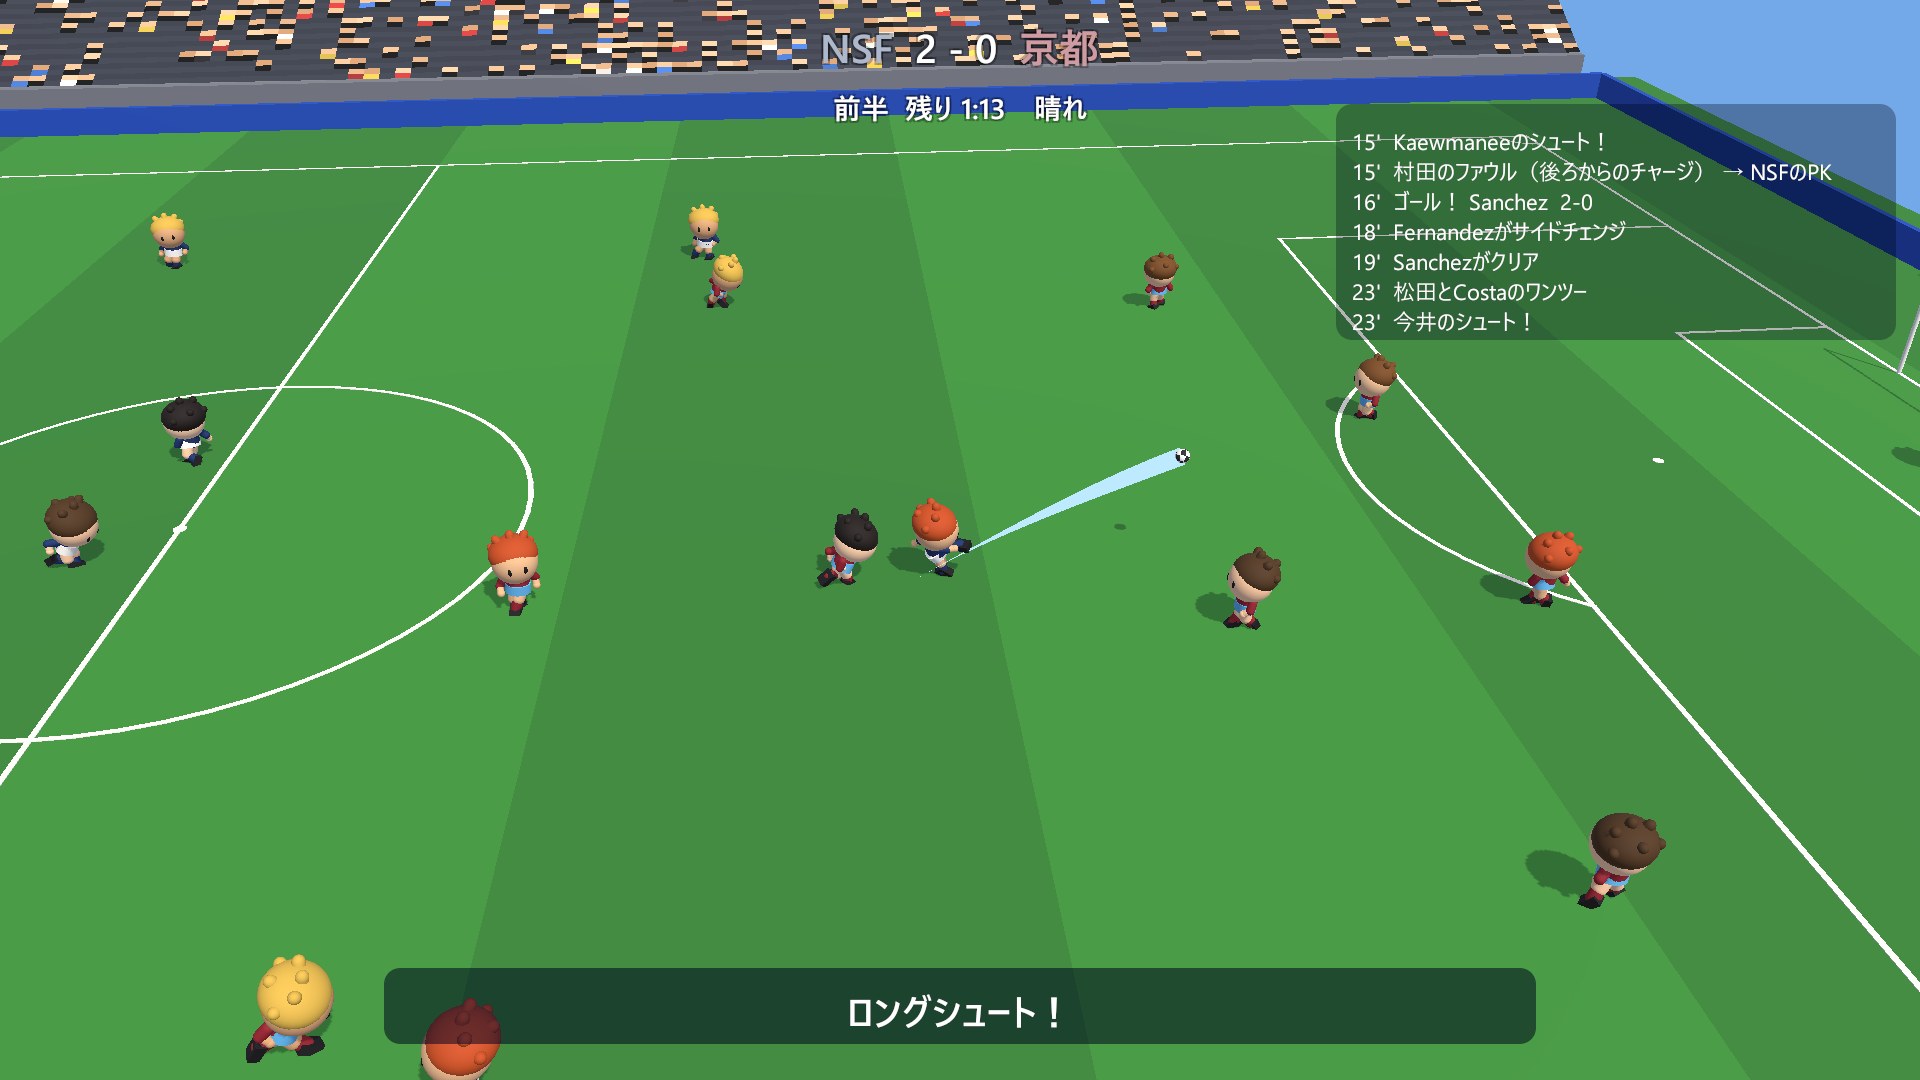 NSF 2 - 0 京都
前半 残り 1:13 晴れ
15' Kaewmaneeのシュート！
15' 村田のファウル（後ろからのチャージ） → NSFのPK
16' ゴール！ Sanchez 2-0
18' Fernandezがサイドチェンジ
19' Sanchezがクリア
23' 松田とCostaのワンツー
23' 今井のシュート！
ロングシュート！